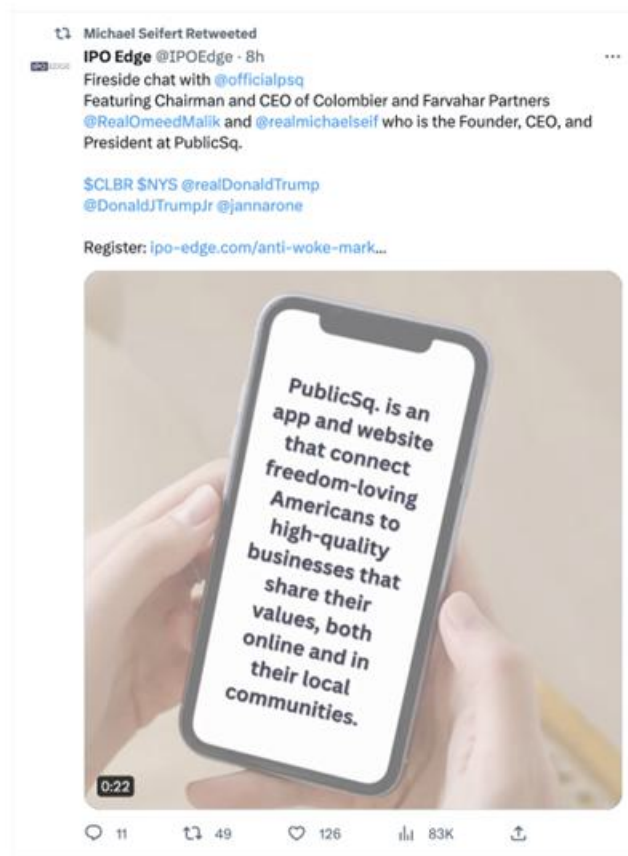 Michael Seifert Retweeted
IPO Edge @IPOEdge · 8h
Fireside chat with @officialpsq
Featuring Chairman and CEO of Colombier and Farvahar Partners
@RealOmeedMalik and @realmichaelseif who is the Founder, CEO, and
President at PublicSq.
$CLBR $NYS @realDonaldTrump
@DonaldJTrumpJr @jannarone
Register: ipo-edge.com/anti-woke-mark...
PublicSq. is an
app and website
that connect
freedom-loving
Americans to
high-quality
businesses that
share their
values, both
online and in
their local
communities.
0:22
11 49 126 83K